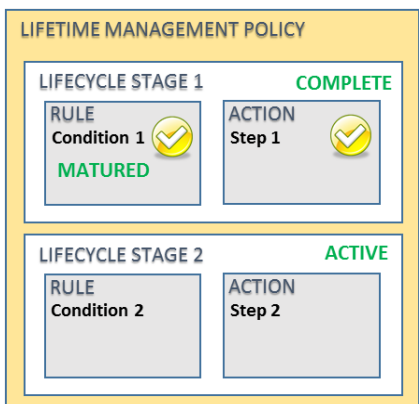 LIFETIME MANAGEMENT POLICY
LIFECYCLE STAGE 1 COMPLETE
RULE
Condition 1
MATURED
ACTION
Step 1
LIFECYCLE STAGE 2 ACTIVE
RULE
Condition 2
ACTION
Step 2